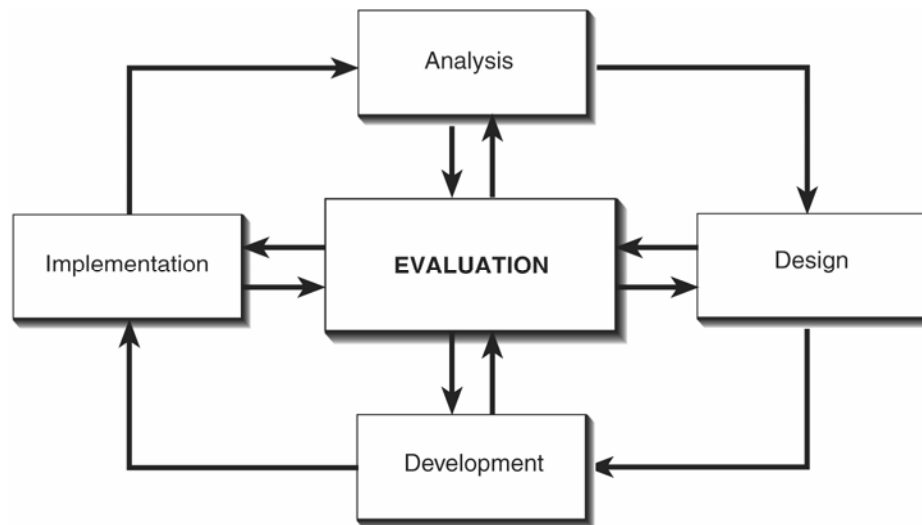 Analysis
Implementation
EVALUATION
Design
Development